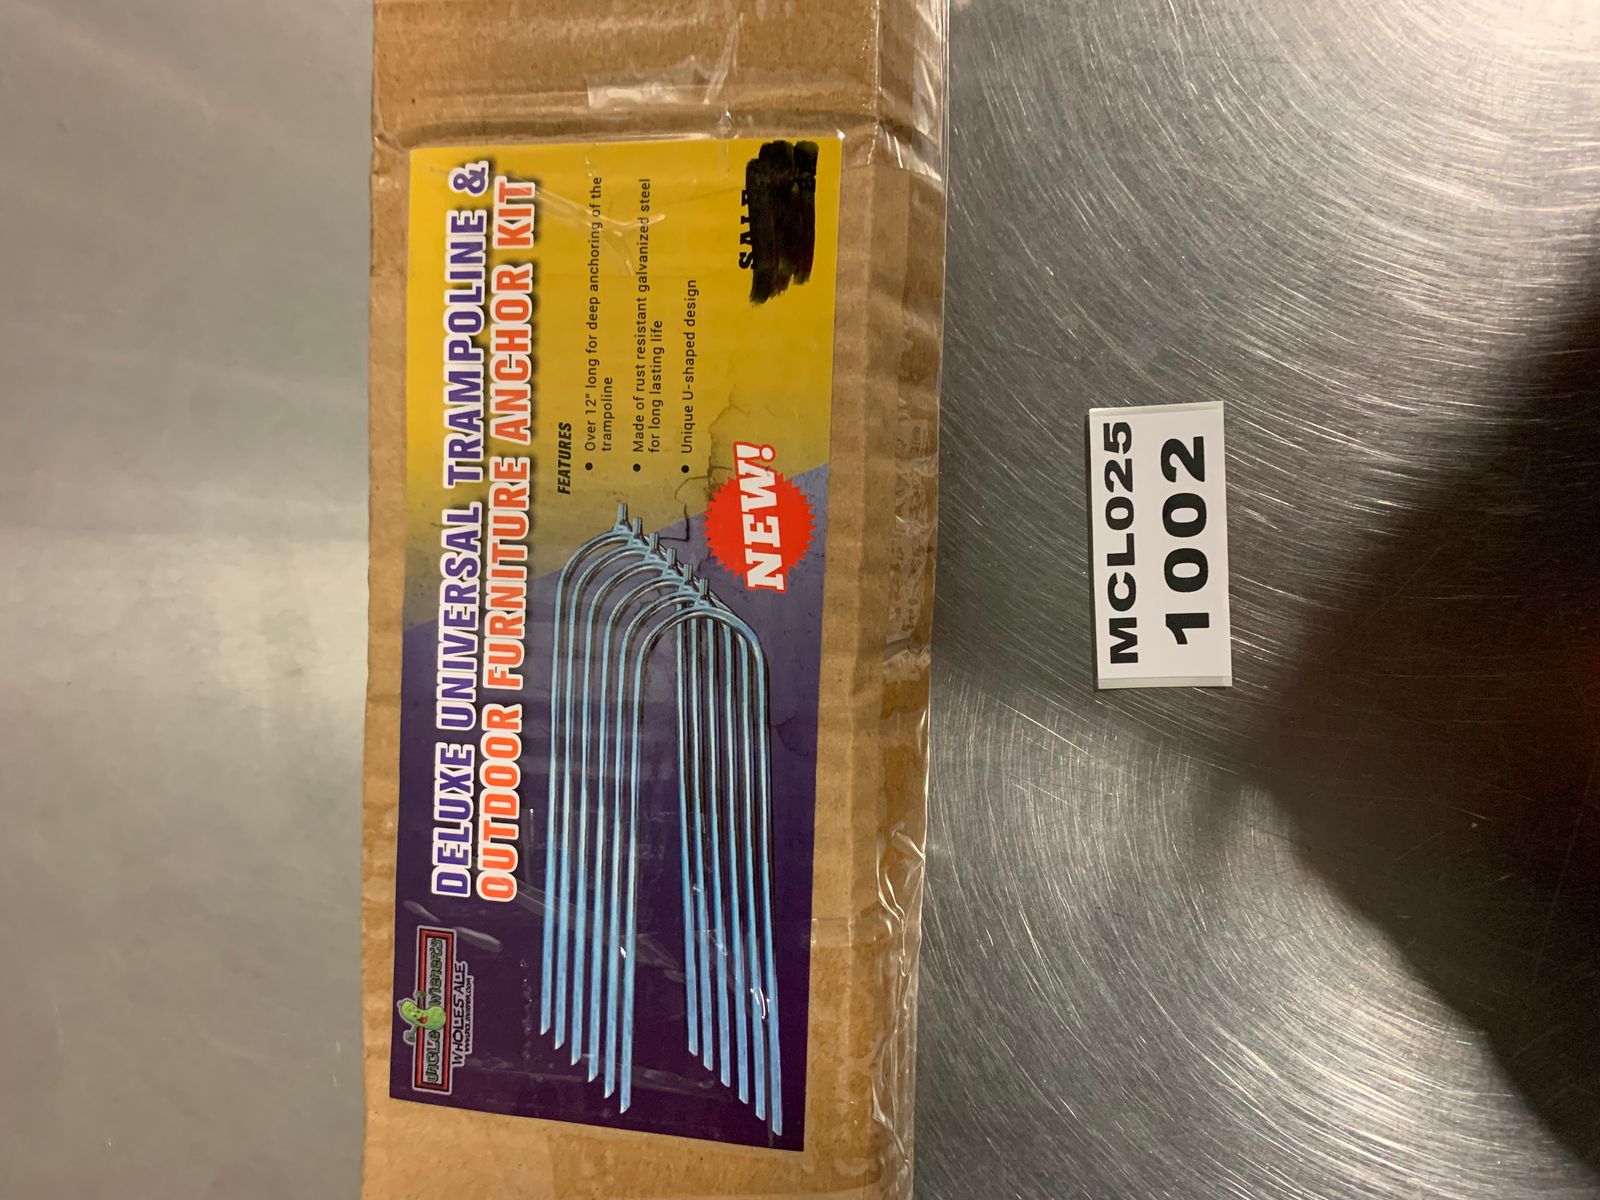 UNCLE Wiener's
WHOLESALE
DELUXE UNIVERSAL TRAMPOLINE &
OUTDOOR FURNITURE ANCHOR KIT
FEATURES
• Over 12" long for deep anchoring of the
trampoline
• Made of rust resistant galvanized steel
for long lasting life
• Unique U-shaped design
NEW!
SALE
MCL025
1002